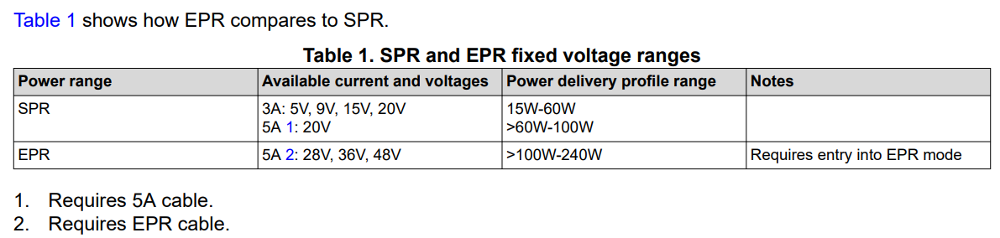 Table 1 shows how EPR compares to SPR.
Table 1. SPR and EPR fixed voltage ranges
Power range Available current and voltages Power delivery profile range Notes
SPR 3A: 5V, 9V, 15V, 20V 15W-60W
5A 1: 20V >60W-100W
EPR 5A 2: 28V, 36V, 48V >100W-240W Requires entry into EPR mode
1. Requires 5A cable.
2. Requires EPR cable.